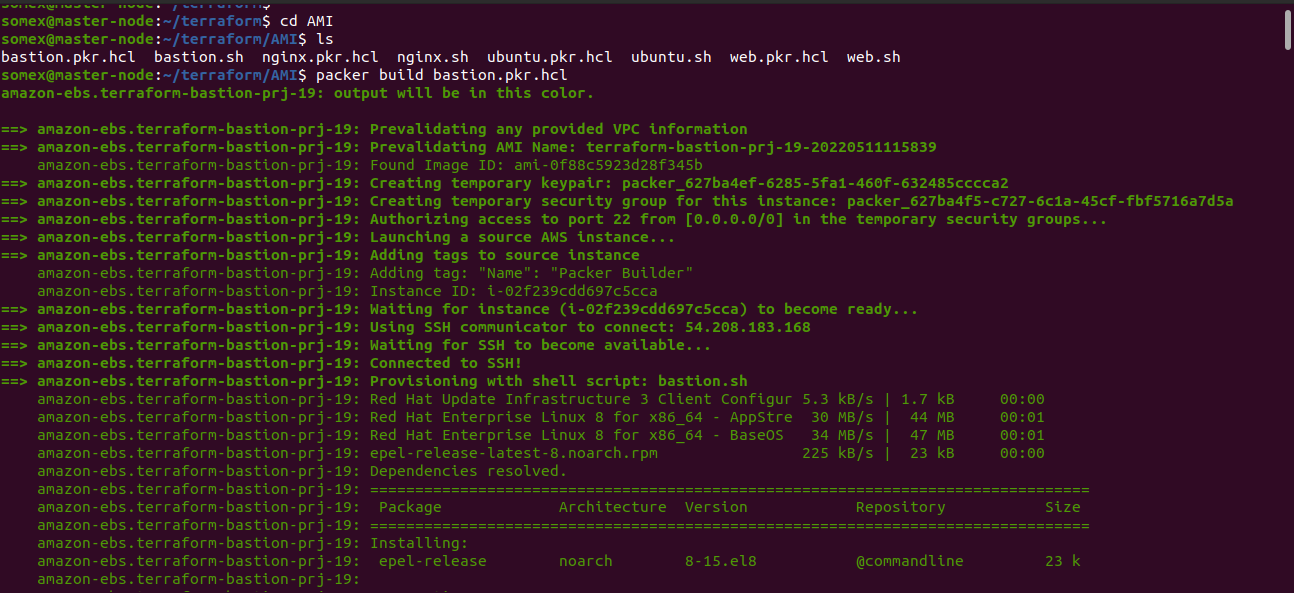 somex@master-node:~/terraform$
somex@master-node:~/terraform$ cd AMI
somex@master-node:~/terraform/AMI$ ls
bastion.pkr.hcl  bastion.sh  nginx.pkr.hcl  nginx.sh  ubuntu.pkr.hcl  ubuntu.sh  web.pkr.hcl  web.sh
somex@master-node:~/terraform/AMI$ packer build bastion.pkr.hcl
amazon-ebs.terraform-bastion-prj-19: output will be in this color.

==> amazon-ebs.terraform-bastion-prj-19: Prevalidating any provided VPC information
==> amazon-ebs.terraform-bastion-prj-19: Prevalidating AMI Name: terraform-bastion-prj-19-20220511115839
    amazon-ebs.terraform-bastion-prj-19: Found Image ID: ami-0f88c5923d28f345b
==> amazon-ebs.terraform-bastion-prj-19: Creating temporary keypair: packer_627ba4ef-6285-5fa1-460f-632485cccca2
==> amazon-ebs.terraform-bastion-prj-19: Creating temporary security group for this instance: packer_627ba4f5-c727-6c1a-45cf-fbf5716a7d5a
==> amazon-ebs.terraform-bastion-prj-19: Authorizing access to port 22 from [0.0.0.0/0] in the temporary security groups...
==> amazon-ebs.terraform-bastion-prj-19: Launching a source AWS instance...
==> amazon-ebs.terraform-bastion-prj-19: Adding tags to source instance
    amazon-ebs.terraform-bastion-prj-19: Adding tag: "Name": "Packer Builder"
    amazon-ebs.terraform-bastion-prj-19: Instance ID: i-02f239cdd697c5cca
==> amazon-ebs.terraform-bastion-prj-19: Waiting for instance (i-02f239cdd697c5cca) to become ready...
==> amazon-ebs.terraform-bastion-prj-19: Using SSH communicator to connect: 54.208.183.168
==> amazon-ebs.terraform-bastion-prj-19: Waiting for SSH to become available...
==> amazon-ebs.terraform-bastion-prj-19: Connected to SSH!
==> amazon-ebs.terraform-bastion-prj-19: Provisioning with shell script: bastion.sh
    amazon-ebs.terraform-bastion-prj-19: Red Hat Update Infrastructure 3 Client Configur 5.3 kB/s | 1.7 kB     00:00
    amazon-ebs.terraform-bastion-prj-19: Red Hat Enterprise Linux 8 for x86_64 - AppStre  30 MB/s |  44 MB     00:01
    amazon-ebs.terraform-bastion-prj-19: Red Hat Enterprise Linux 8 for x86_64 - BaseOS   34 MB/s |  47 MB     00:01
    amazon-ebs.terraform-bastion-prj-19: epel-release-latest-8.noarch.rpm                225 kB/s |  23 kB     00:00
    amazon-ebs.terraform-bastion-prj-19: Dependencies resolved.
    amazon-ebs.terraform-bastion-prj-19: ================================================================================
    amazon-ebs.terraform-bastion-prj-19:  Package             Architecture  Version            Repository           Size
    amazon-ebs.terraform-bastion-prj-19: ================================================================================
    amazon-ebs.terraform-bastion-prj-19: Installing:
    amazon-ebs.terraform-bastion-prj-19:  epel-release        noarch        8-15.el8           @commandline         23 k
    amazon-ebs.terraform-bastion-prj-19: